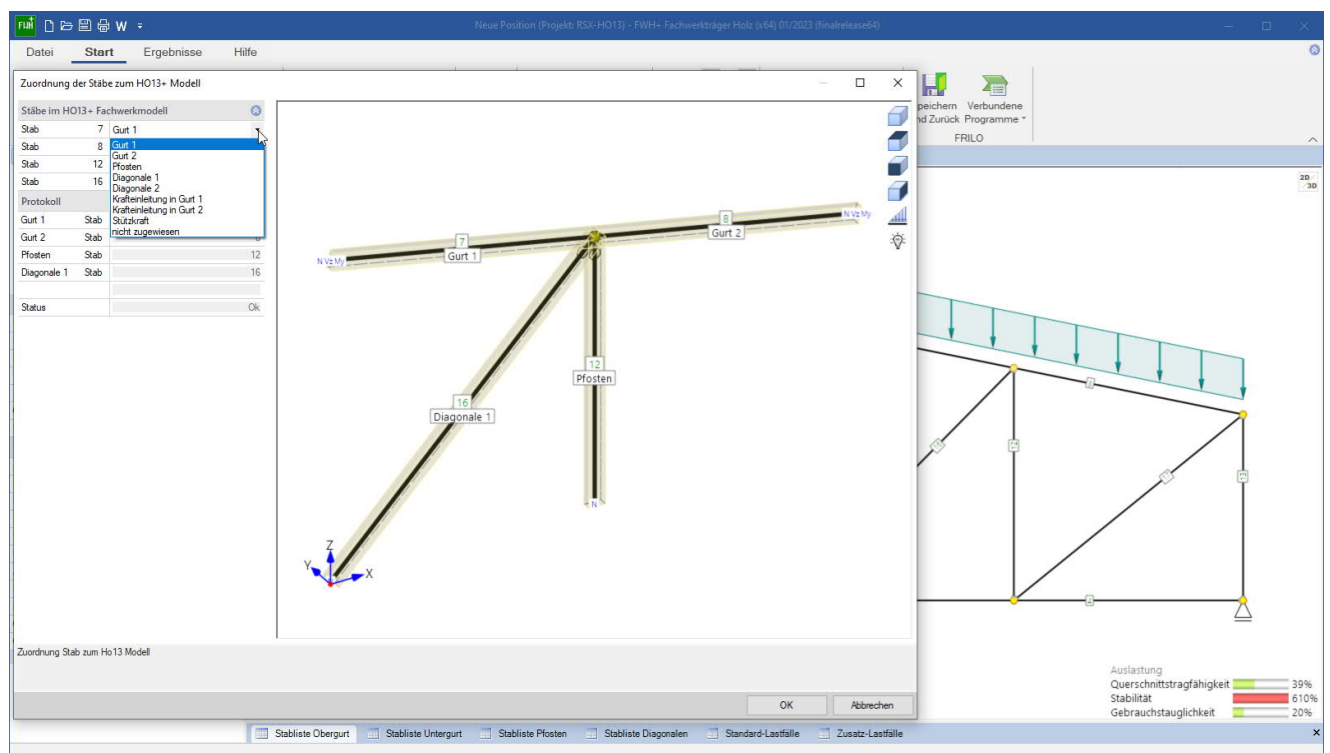 FWH W Neue Position (Projekt: RSX-HO13) - FWH+ Fachwerkträger Holz (x64) 01/2023 (finalrelease64)
Datei Start Ergebnisse Hilfe
Zuordnung der Stäbe zum HO13+ Modell
Stäbe im HO13+ Fachwerkmodell
Stab 7 Gurt 1
Stab 8
Stab 12
Stab 16
Gurt 1
Gurt 2
Pfosten
Diagonale 1
Diagonale 2
Krafteinleitung in Gurt 1
Krafteinleitung in Gurt 2
Stützkraft
nicht zugewiesen
Protokoll
Gurt 1 Stab
Gurt 2 Stab
Pfosten Stab 12
Diagonale 1 Stab 16
Status Ok
N Vz My
7
Gurt 1
8
Gurt 2
N Vz My
12
Pfosten
16
Diagonale 1
N
Z
Y
X
Zuordnung Stab zum Ho13 Modell
OK Abbrechen
peichern Verbundene
nd Zurück Programme
FRILO
2D
3D
12
13
Auslastung
Querschnittstragfähigkeit 39%
Stabilität 610%
Gebrauchstauglichkeit 20%
Stabliste Obergurt Stabliste Untergurt Stabliste Pfosten Stabliste Diagonalen Standard-Lastfälle Zusatz-Lastfälle